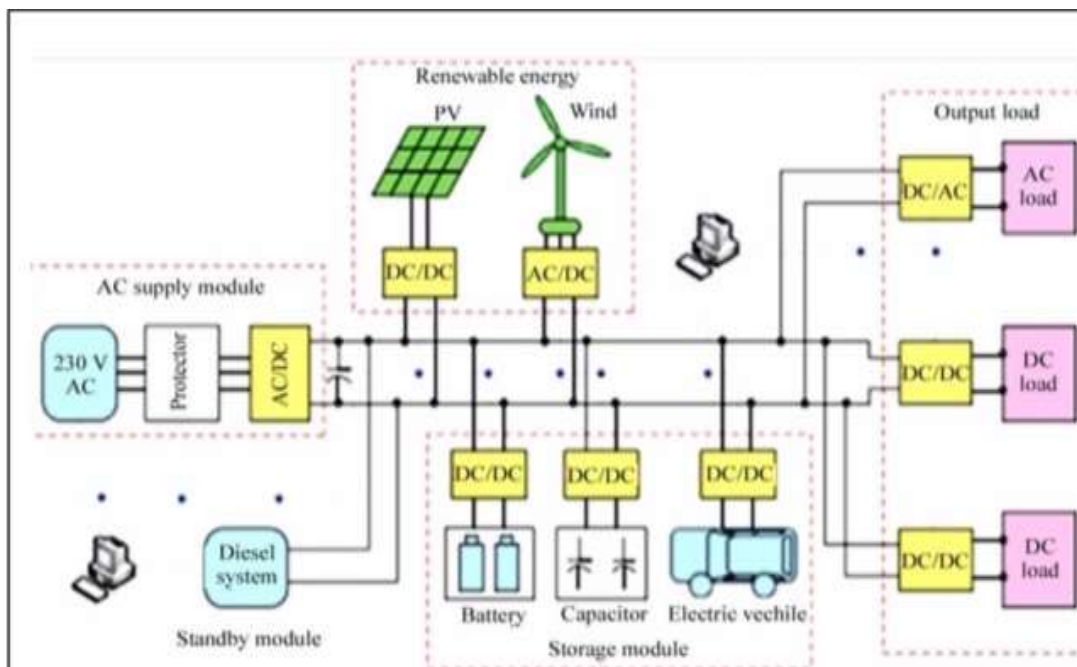 Renewable energy
PV
Wind
Output load
DC/AC
AC
load
DC/DC
AC/DC
AC supply module
230 V
AC
Protector
AC/DC
DC/DC
DC
load
DC/DC
DC/DC
DC/DC
Diesel
system
Battery
Capacitor
Electric vechile
Standby module
Storage module
DC/DC
DC
load